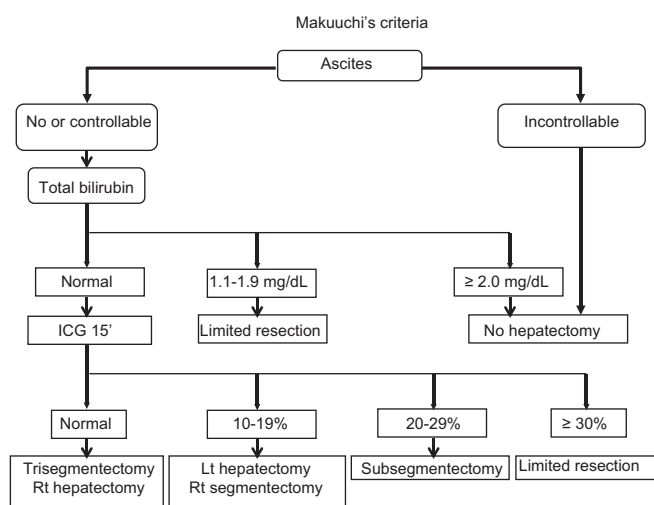 Makuuchi's criteria
Ascites
No or controllable
Incontrollable
Total bilirubin
Normal
1.1-1.9 mg/dL
≥ 2.0 mg/dL
ICG 15'
Limited resection
No hepatectomy
Normal
10-19%
20-29%
≥ 30%
Trisegmentectomy
Rt hepatectomy
Lt hepatectomy
Rt segmentectomy
Subsegmentectomy
Limited resection